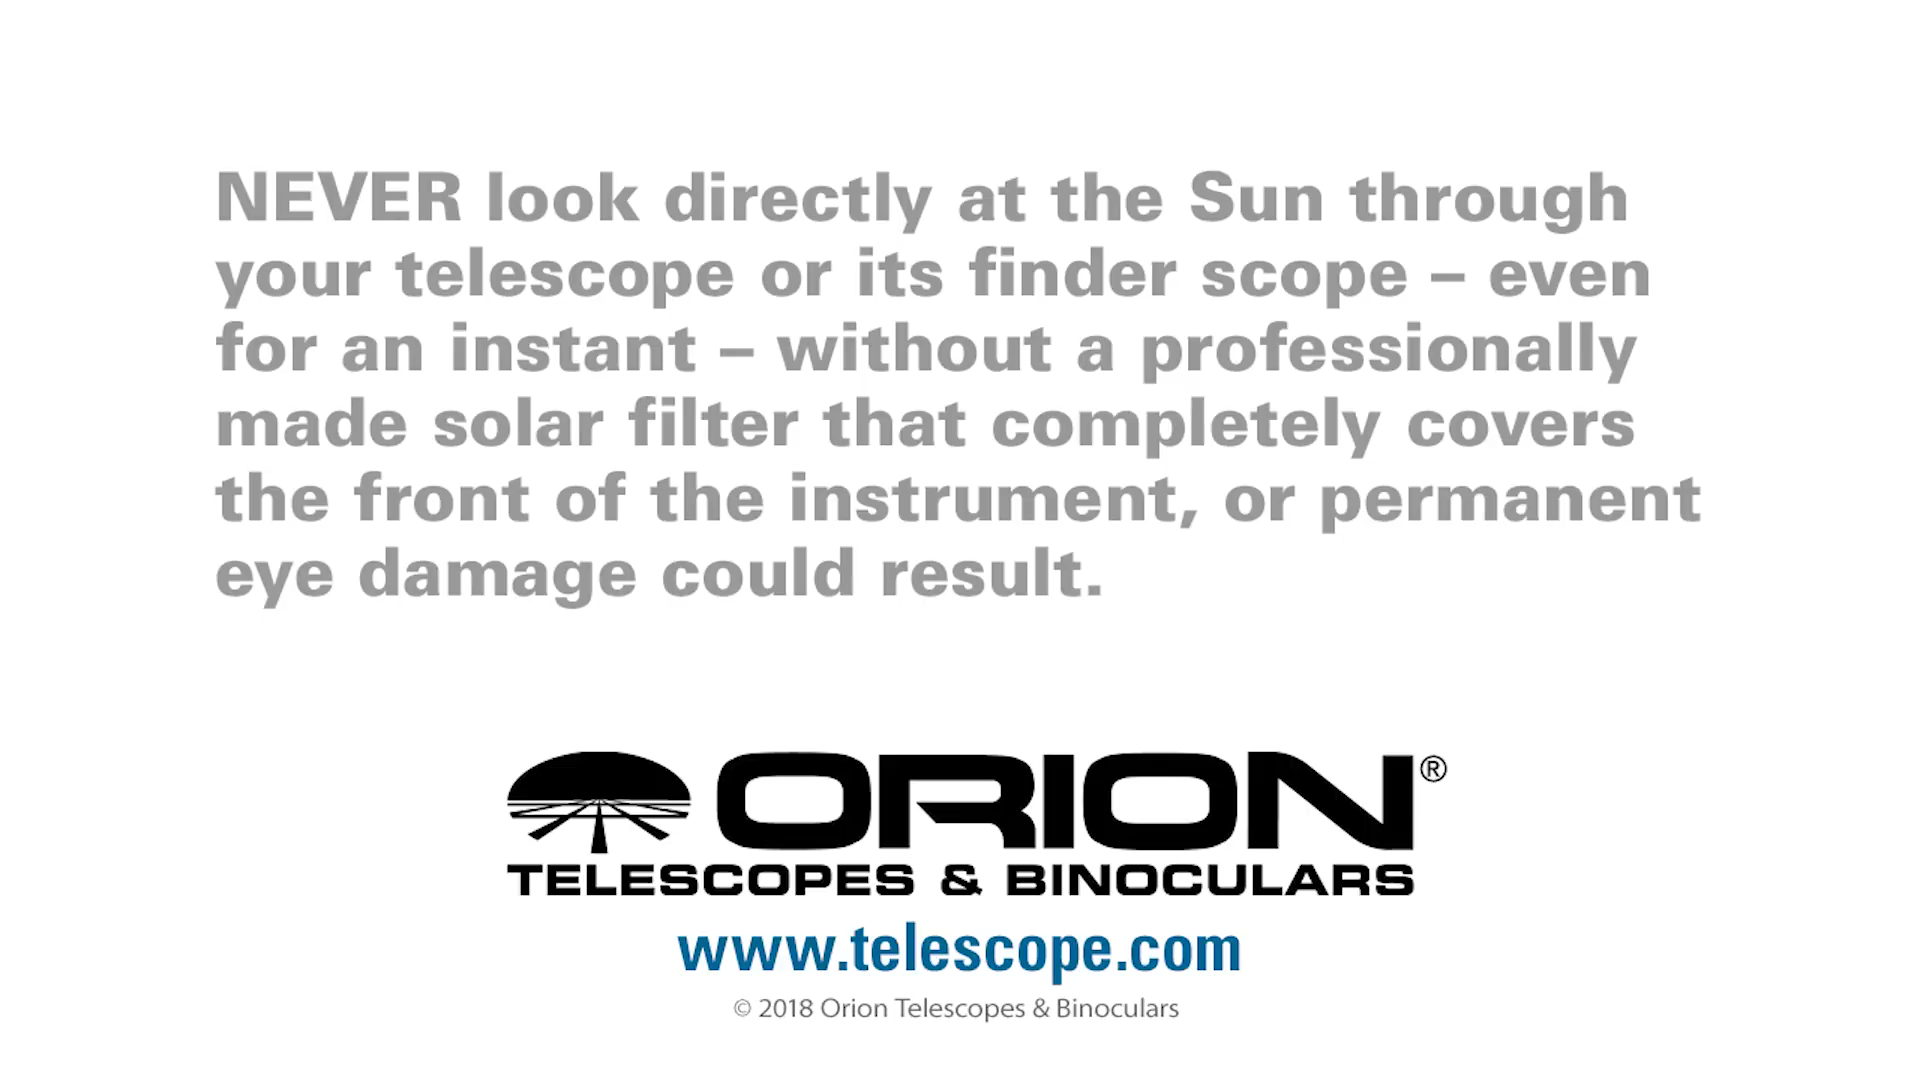 NEVER look directly at the Sun through
your telescope or its finder scope – even
for an instant – without a professionally
made solar filter that completely covers
the front of the instrument, or permanent
eye damage could result.
ORION®
TELESCOPES & BINOCULARS
www.telescope.com
© 2018 Orion Telescopes & Binoculars